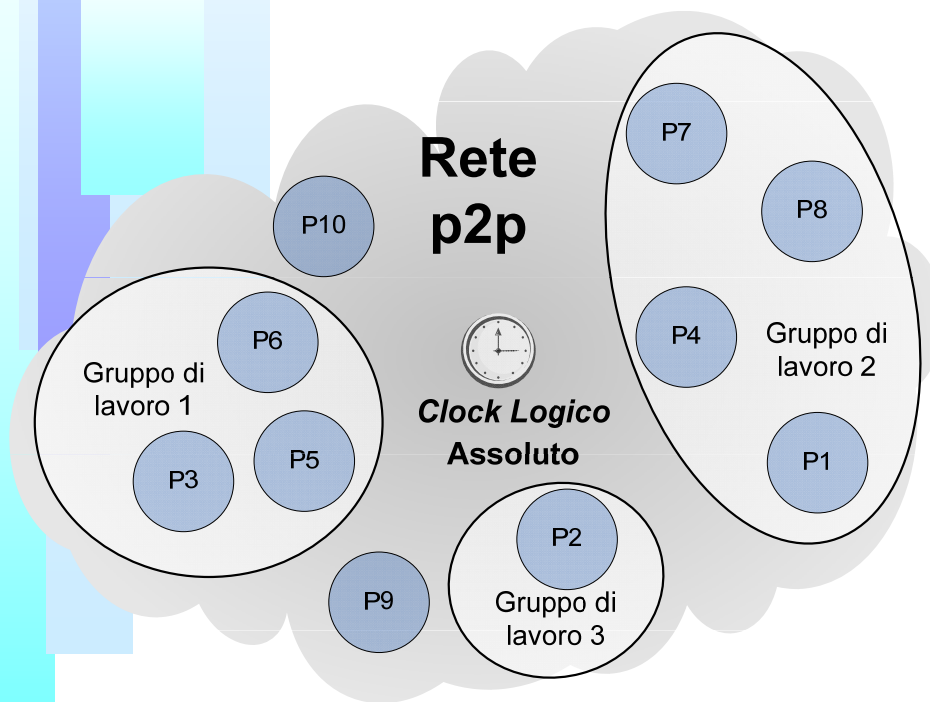 Rete
p2p
P10
P7
P8
P6
Gruppo di
lavoro 1
P3
P5
Clock Logico
Assoluto
P4
Gruppo di
lavoro 2
P1
P2
Gruppo di
lavoro 3
P9